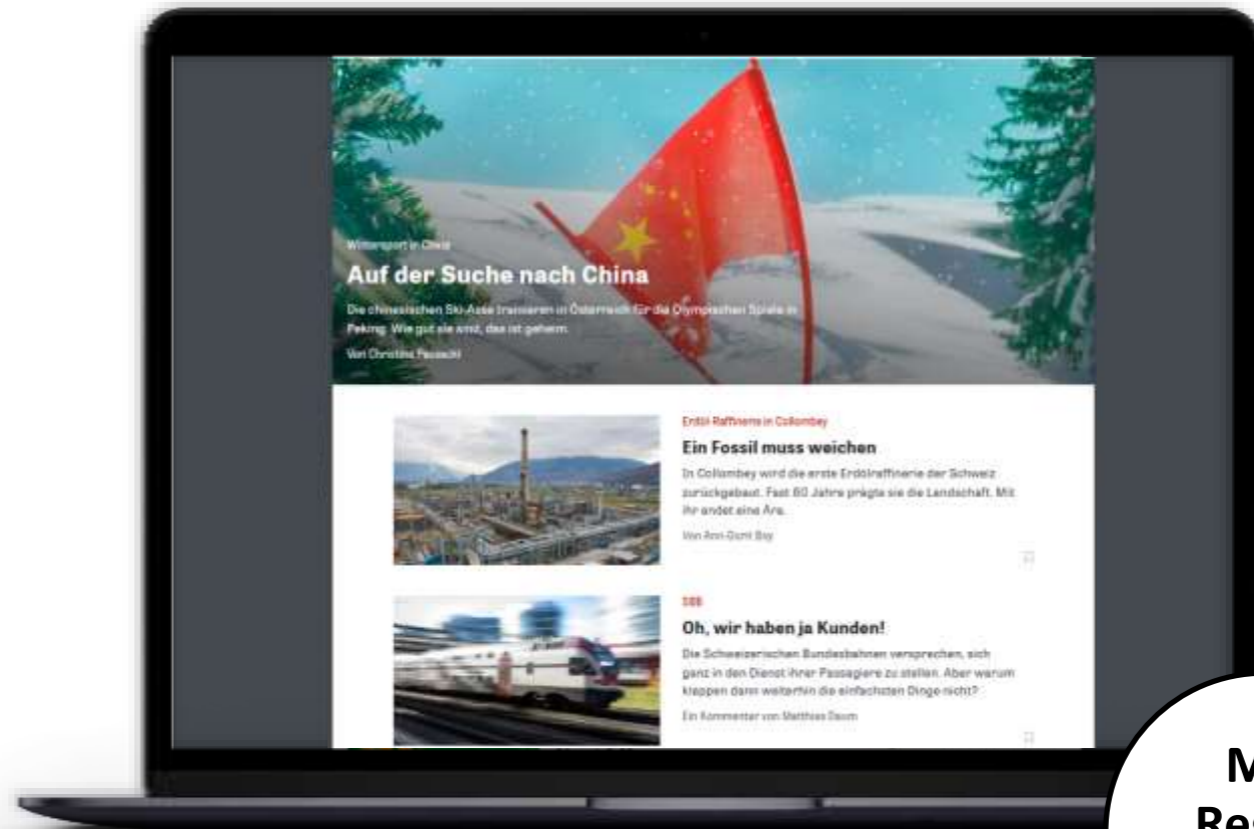 Wintersport in China
Auf der Suche nach China
Die chinesischen Ski-Asse trainieren in Österreich für die Olympischen Spiele in
Peking. Wie gut sie sind, das ist geheim.
Von Christina
Erdöl-Raffinerie in Collombey
Ein Fossil muss weichen
In Collombey wird die erste Erdölraffinerie der Schweiz
zurückgebaut. Fast 60 Jahre prägte sie die Landschaft. Mit
ihr endet eine Ära.
Von
SBB
Oh, wir haben ja Kunden!
Die Schweizerischen Bundesbahnen versprechen, sich
ganz in den Dienst ihrer Passagiere zu stellen. Aber warum
klappen dann weiterhin die einfachsten Dinge nicht?
Ein Kommentar von Matthias Daum
M
Re